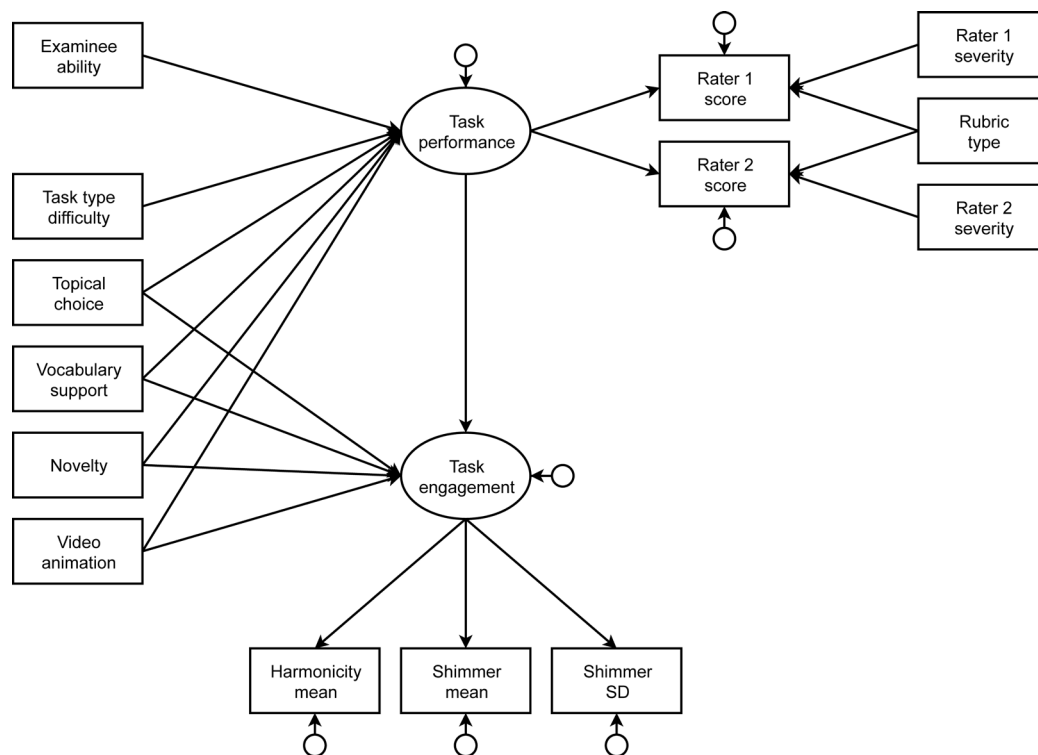 Examinee
ability
Task type
difficulty
Topical
choice
Vocabulary
support
Novelty
Video
animation
Task
performance
Task
engagement
Rater 1
score
Rater 2
score
Rater 1
severity
Rubric
type
Rater 2
severity
Harmonicity
mean
Shimmer
mean
Shimmer
SD